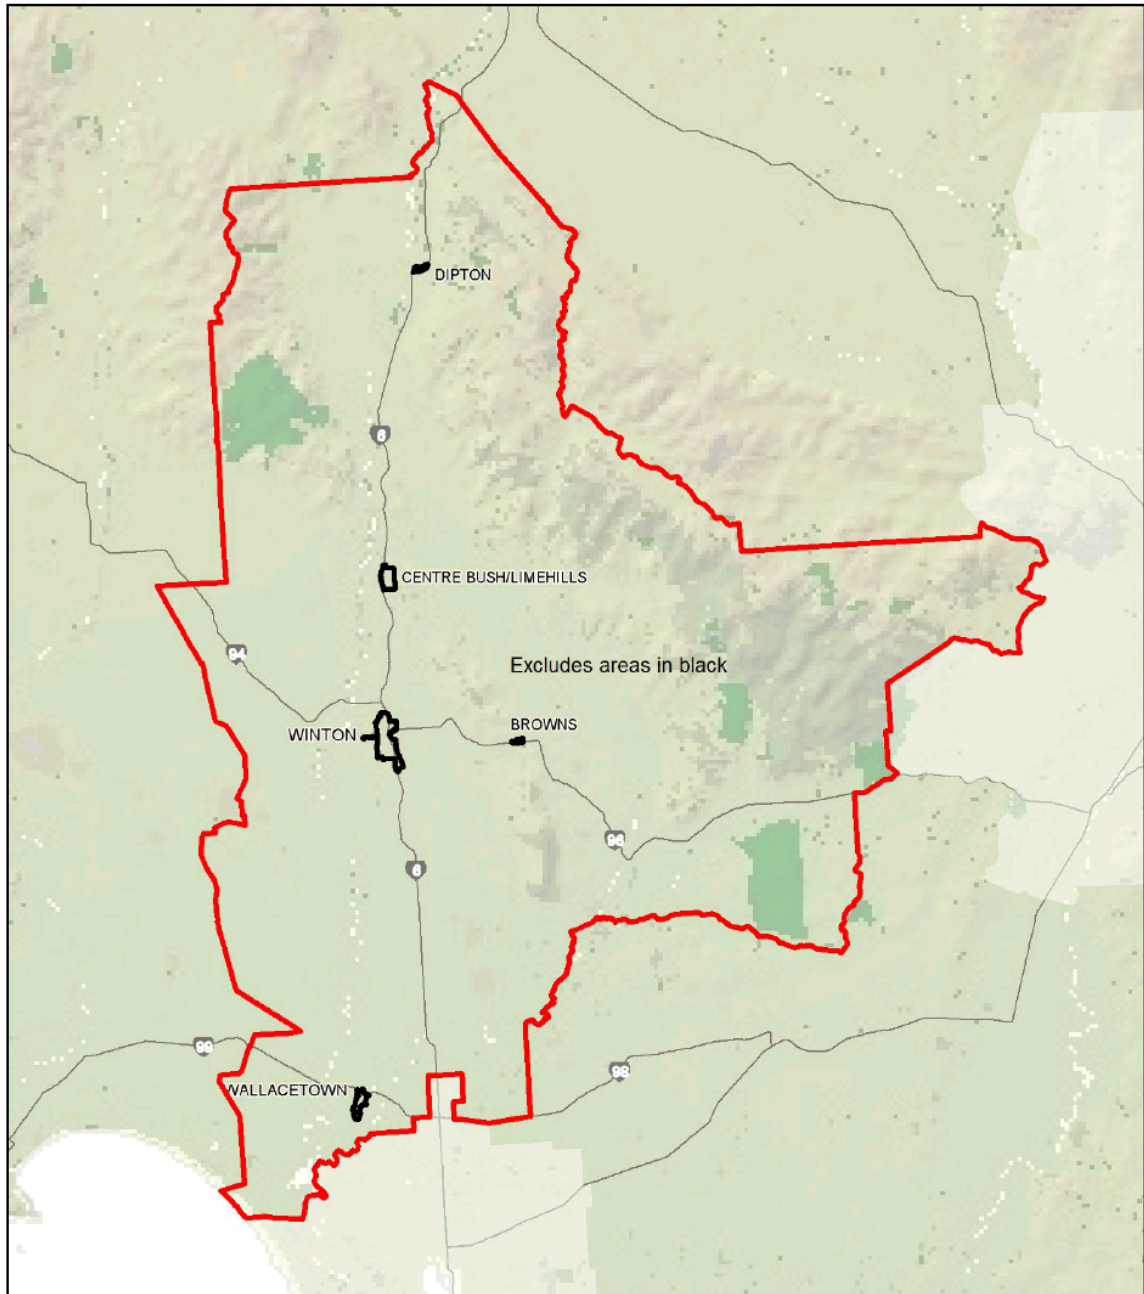 DIPTON
6
CENTRE BUSH/LIMEHILLS
94
Excludes areas in black
BROWNS
WINTON
96
6
99
98
WALLACETOWN